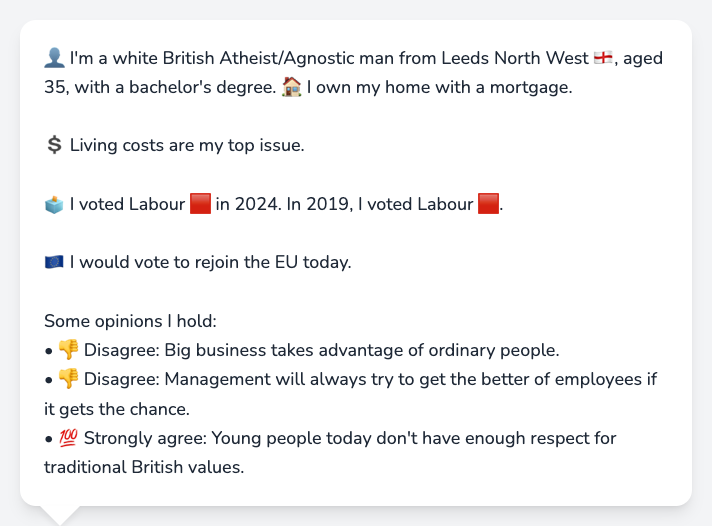 👤 I'm a white British Atheist/Agnostic man from Leeds North West 🏴󠁧󠁢󠁥󠁮󠁧󠁿, aged
35, with a bachelor's degree. 🏠 I own my home with a mortgage.
💲 Living costs are my top issue.
🗳️ I voted Labour 🟥 in 2024. In 2019, I voted Labour 🟥.
🇪🇺 I would vote to rejoin the EU today.
Some opinions I hold:
• 👎 Disagree: Big business takes advantage of ordinary people.
• 👎 Disagree: Management will always try to get the better of employees if
it gets the chance.
• 💯 Strongly agree: Young people today don't have enough respect for
traditional British values.